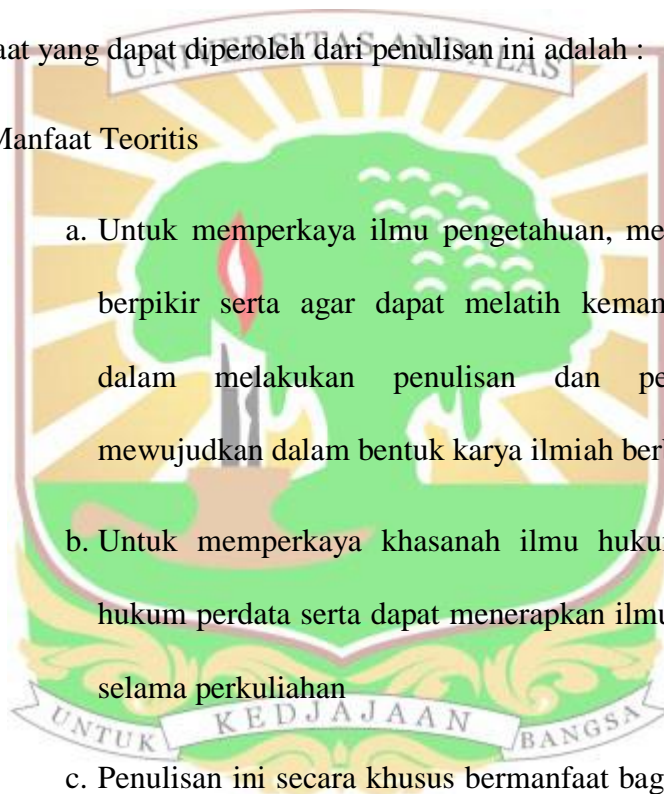 aat yang dapat diperoleh dari penulisan ini adalah :
UNIVERSITAS ANDALAS
Manfaat Teoritis
a. Untuk memperkaya ilmu pengetahuan, me
berpikir serta agar dapat melatih keman
dalam melakukan penulisan dan pe
mewujudkan dalam bentuk karya ilmiah ber
b. Untuk memperkaya khasanah ilmu huku
hukum perdata serta dapat menerapkan ilmu
selama perkuliahan
UNTUK KEDJAJAAN BANGSA
c. Penulisan ini secara khusus bermanfaat bag